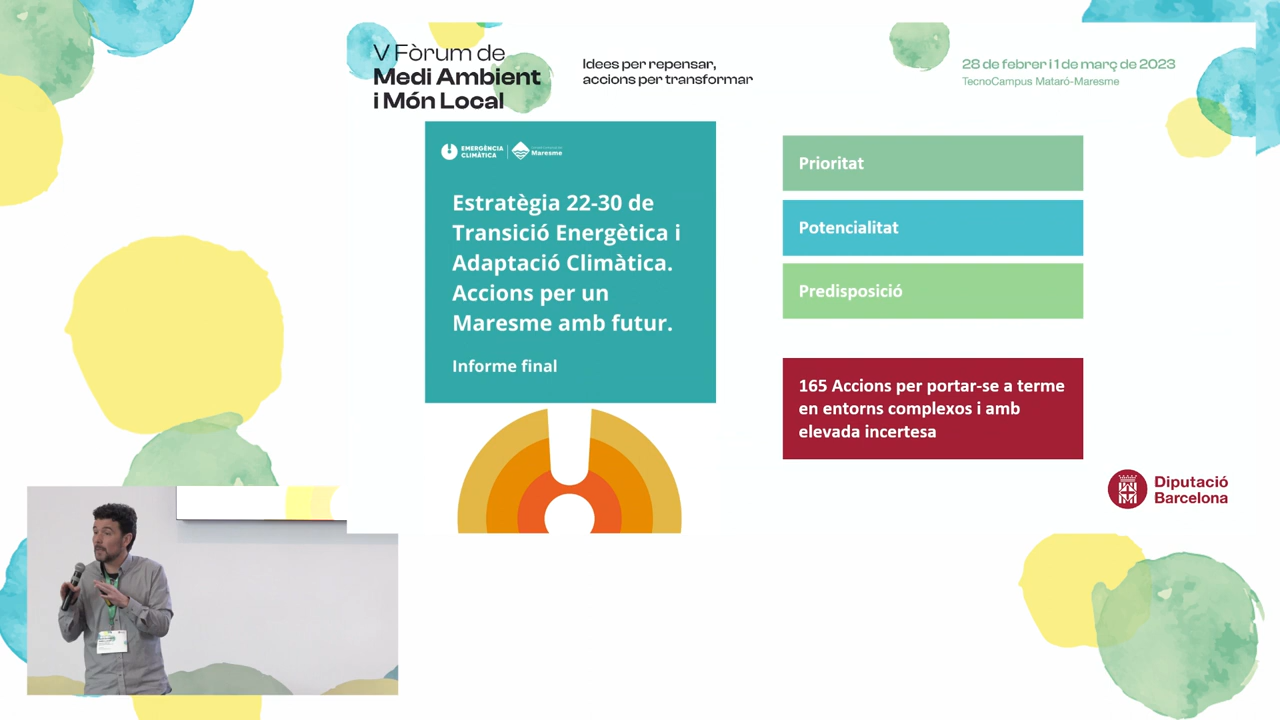 V Fòrum de
Medi Ambient
i Món Local
Idees per repensar,
accions per transformar
28 de febrer i 1 de març de 2023
TecnoCampus Mataró-Maresme
EMERGÈNCIA
CLIMÀTICA
Maresme
Estratègia 22-30 de
Transició Energètica i
Adaptació Climàtica.
Accions per un
Maresme amb futur.
Informe final
Prioritat
Potencialitat
Predisposició
165 Accions per portar-se a terme
en entorns complexos i amb
elevada incertesa
Diputació
Barcelona